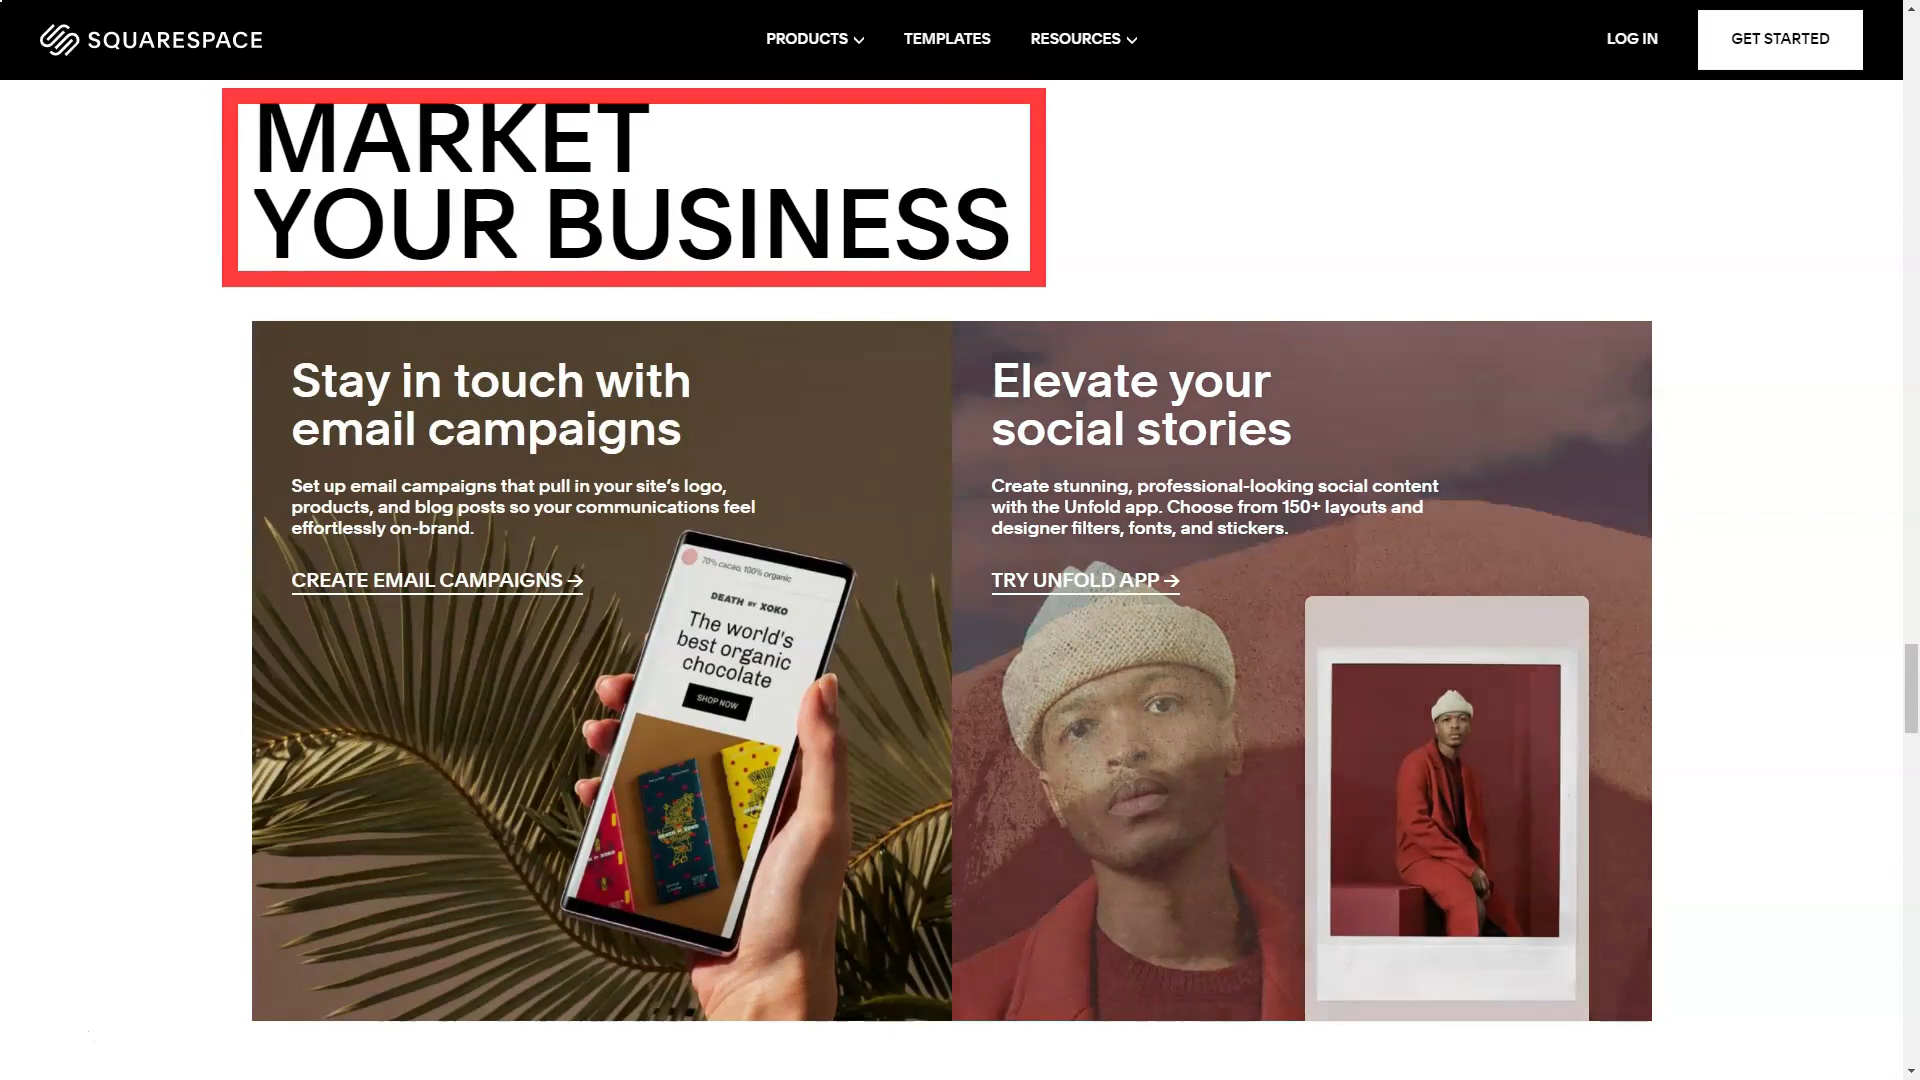 SQUARESPACE
PRODUCTS
TEMPLATES
RESOURCES
LOG IN
GET STARTED
MARKET
YOUR BUSINESS
Stay in touch with
email campaigns
Set up email campaigns that pull in your site’s logo,
products, and blog posts so your communications feel
effortlessly on-brand.
CREATE EMAIL CAMPAIGNS →
70% cacao, 100% organic
DEATH BY XOKO
The world's
best organic
chocolate
SHOP NOW
Elevate your
social stories
Create stunning, professional-looking social content
with the Unfold app. Choose from 150+ layouts and
designer filters, fonts, and stickers.
TRY UNFOLD APP →